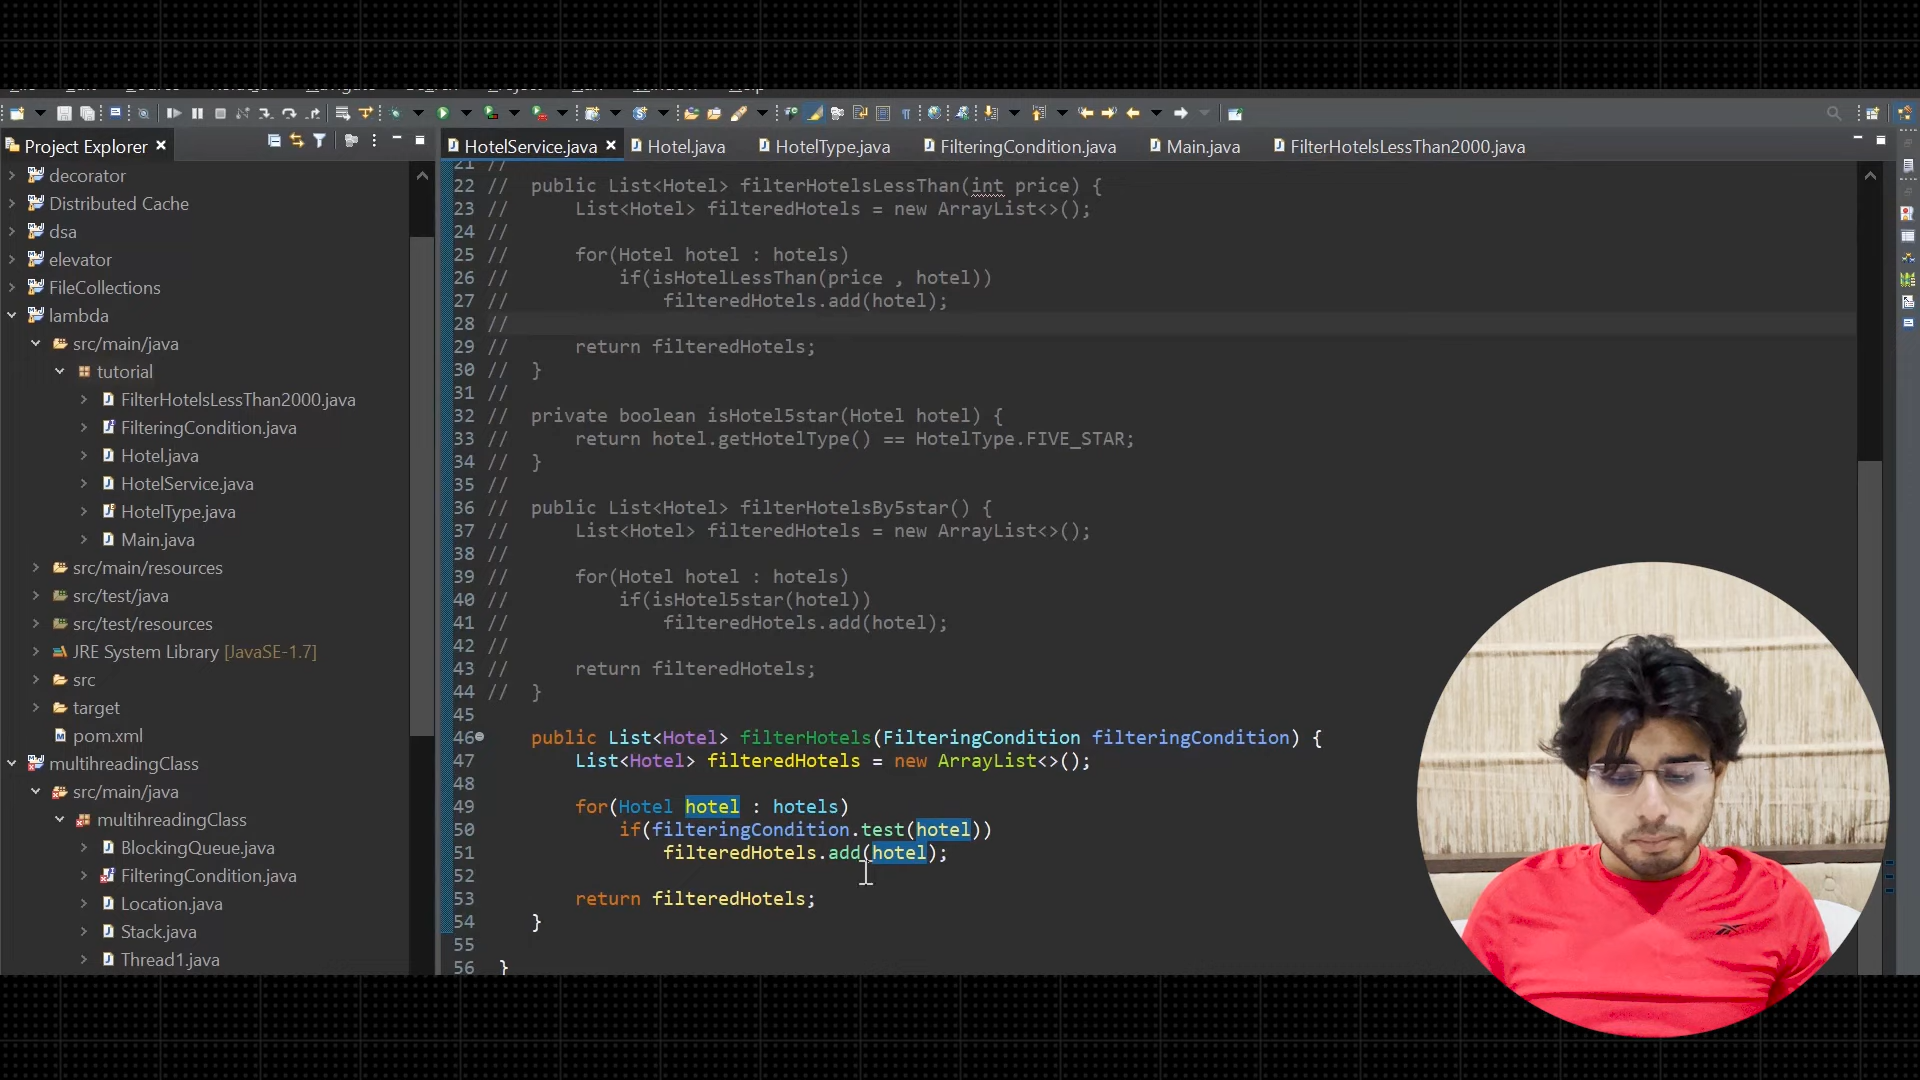 Project Explorer
HotelService.java
Hotel.java
HotelType.java
FilteringCondition.java
Main.java
FilterHotelsLessThan2000.java
decorator
Distributed Cache
dsa
elevator
FileCollections
lambda
src/main/java
tutorial
FilterHotelsLessThan2000.java
FilteringCondition.java
Hotel.java
HotelService.java
HotelType.java
Main.java
src/main/resources
src/test/java
src/test/resources
JRE System Library [JavaSE-1.7]
src
target
pom.xml
multihreadingClass
src/main/java
multihreadingClass
BlockingQueue.java
FilteringCondition.java
Location.java
Stack.java
Thread1.java
21 //
22 // public List<Hotel> filterHotelsLessThan(int price) {
23 // List<Hotel> filteredHotels = new ArrayList<>();
24 //
25 // for(Hotel hotel : hotels)
26 // if(isHotelLessThan(price , hotel))
27 // filteredHotels.add(hotel);
28 //
29 // return filteredHotels;
30 // }
31 //
32 // private boolean isHotel5star(Hotel hotel) {
33 // return hotel.getHotelType() == HotelType.FIVE_STAR;
34 // }
35 //
36 // public List<Hotel> filterHotelsBy5star() {
37 // List<Hotel> filteredHotels = new ArrayList<>();
38 //
39 // for(Hotel hotel : hotels)
40 // if(isHotel5star(hotel))
41 // filteredHotels.add(hotel);
42 //
43 // return filteredHotels;
44 // }
45
46 public List<Hotel> filterHotels(FilteringCondition filteringCondition) {
47 List<Hotel> filteredHotels = new ArrayList<>();
48
49 for(Hotel hotel : hotels)
50 if(filteringCondition.test(hotel))
51 filteredHotels.add(hotel);
52
53 return filteredHotels;
54 }
55
56 }